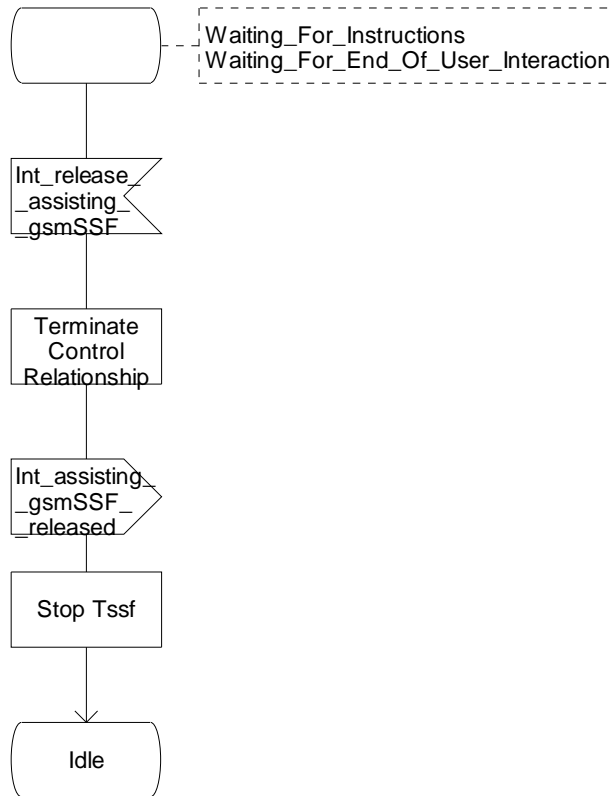 Waiting_For_Instructions
Waiting_For_End_Of_User_Interaction
Int_release_
_assisting_
_gsmSSF
Terminate
Control
Relationship
Int_assisting_
_gsmSSF_
_released
Stop Tssf
Idle